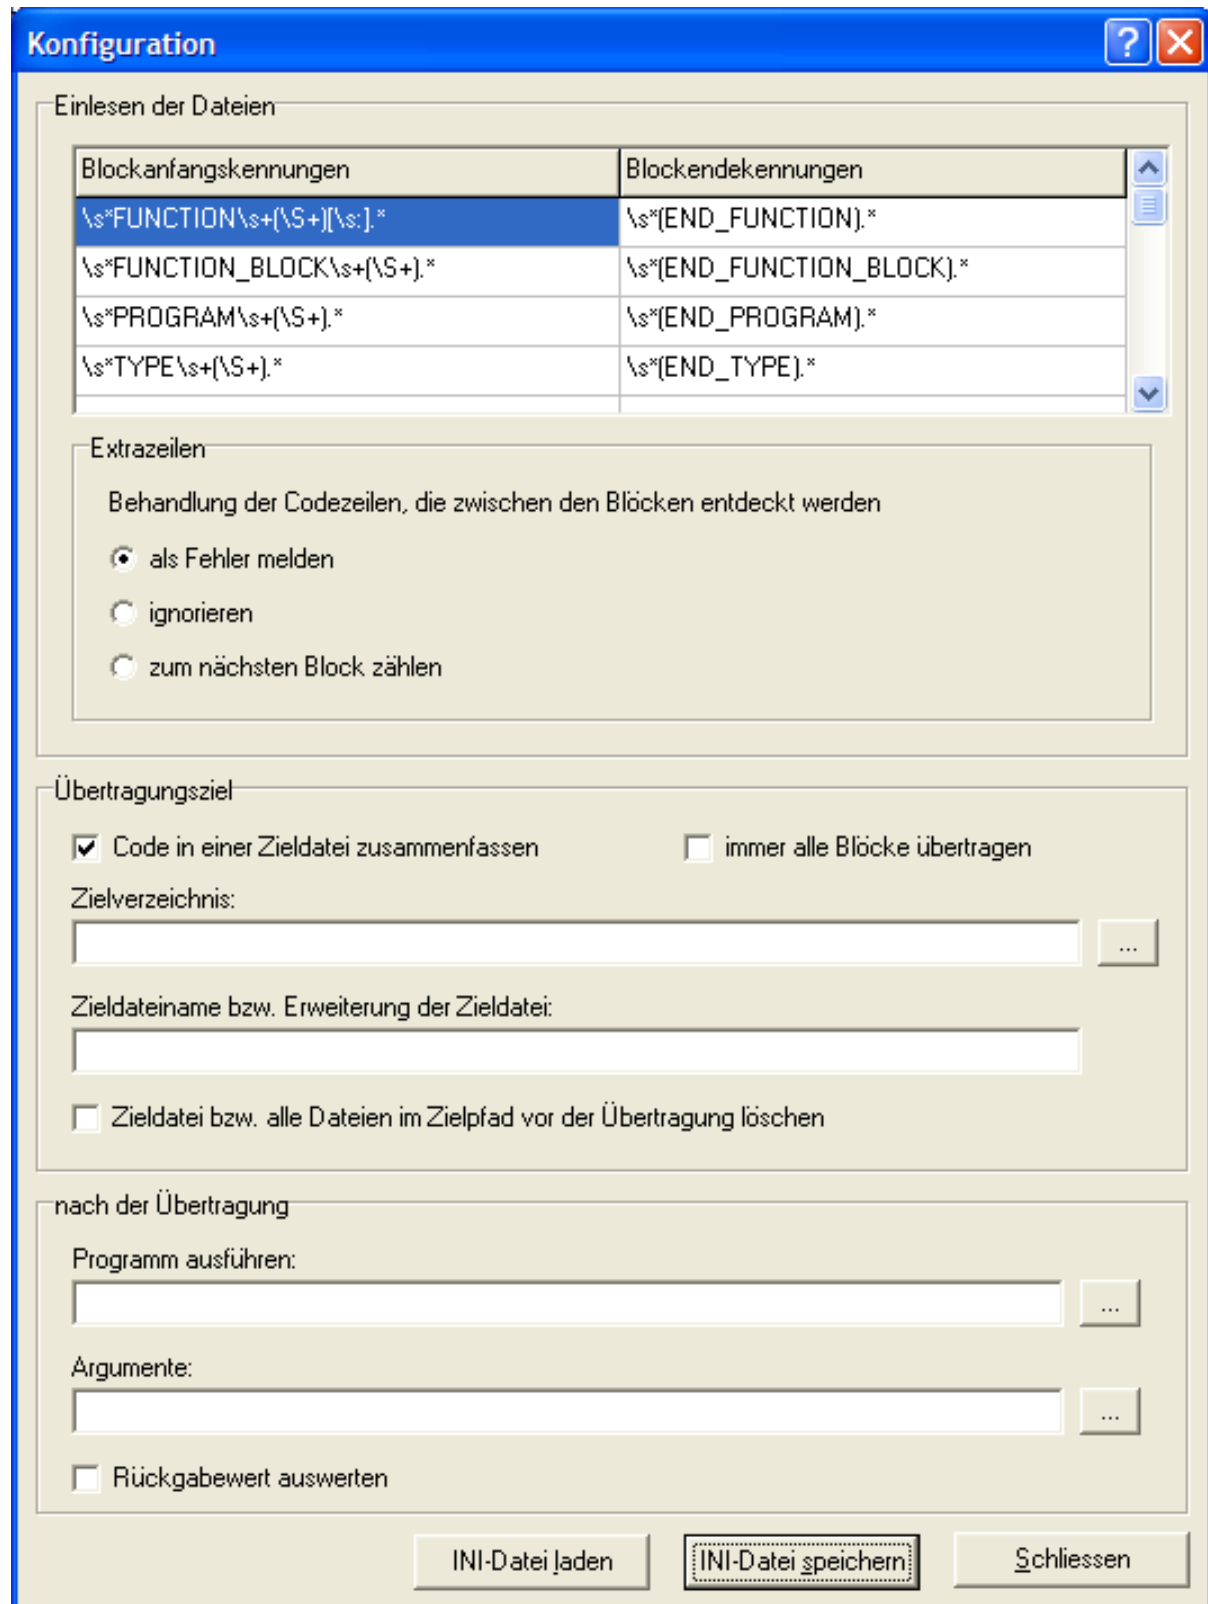 Konfiguration
Einlesen der Dateien
Blockanfangskennungen Blockendekennungen
\s*FUNCTION\s+(\S+)[\s:].* \s*(END_FUNCTION).*
\s*FUNCTION_BLOCK\s+(\S+).* \s*(END_FUNCTION_BLOCK).*
\s*PROGRAM\s+(\S+).* \s*(END_PROGRAM).*
\s*TYPE\s+(\S+).* \s*(END_TYPE).*
Extrazeilen
Behandlung der Codezeilen, die zwischen den Blöcken entdeckt werden
als Fehler melden
ignorieren
zum nächsten Block zählen
Übertragungsziel
Code in einer Zieldatei zusammenfassen immer alle Blöcke übertragen
Zielverzeichnis:
...
Zieldateiname bzw. Erweiterung der Zieldatei:
Zieldatei bzw. alle Dateien im Zielpfad vor der Übertragung löschen
nach der Übertragung
Programm ausführen:
...
Argumente:
...
Rückgabewert auswerten
INI-Datei laden INI-Datei speichern Schliessen